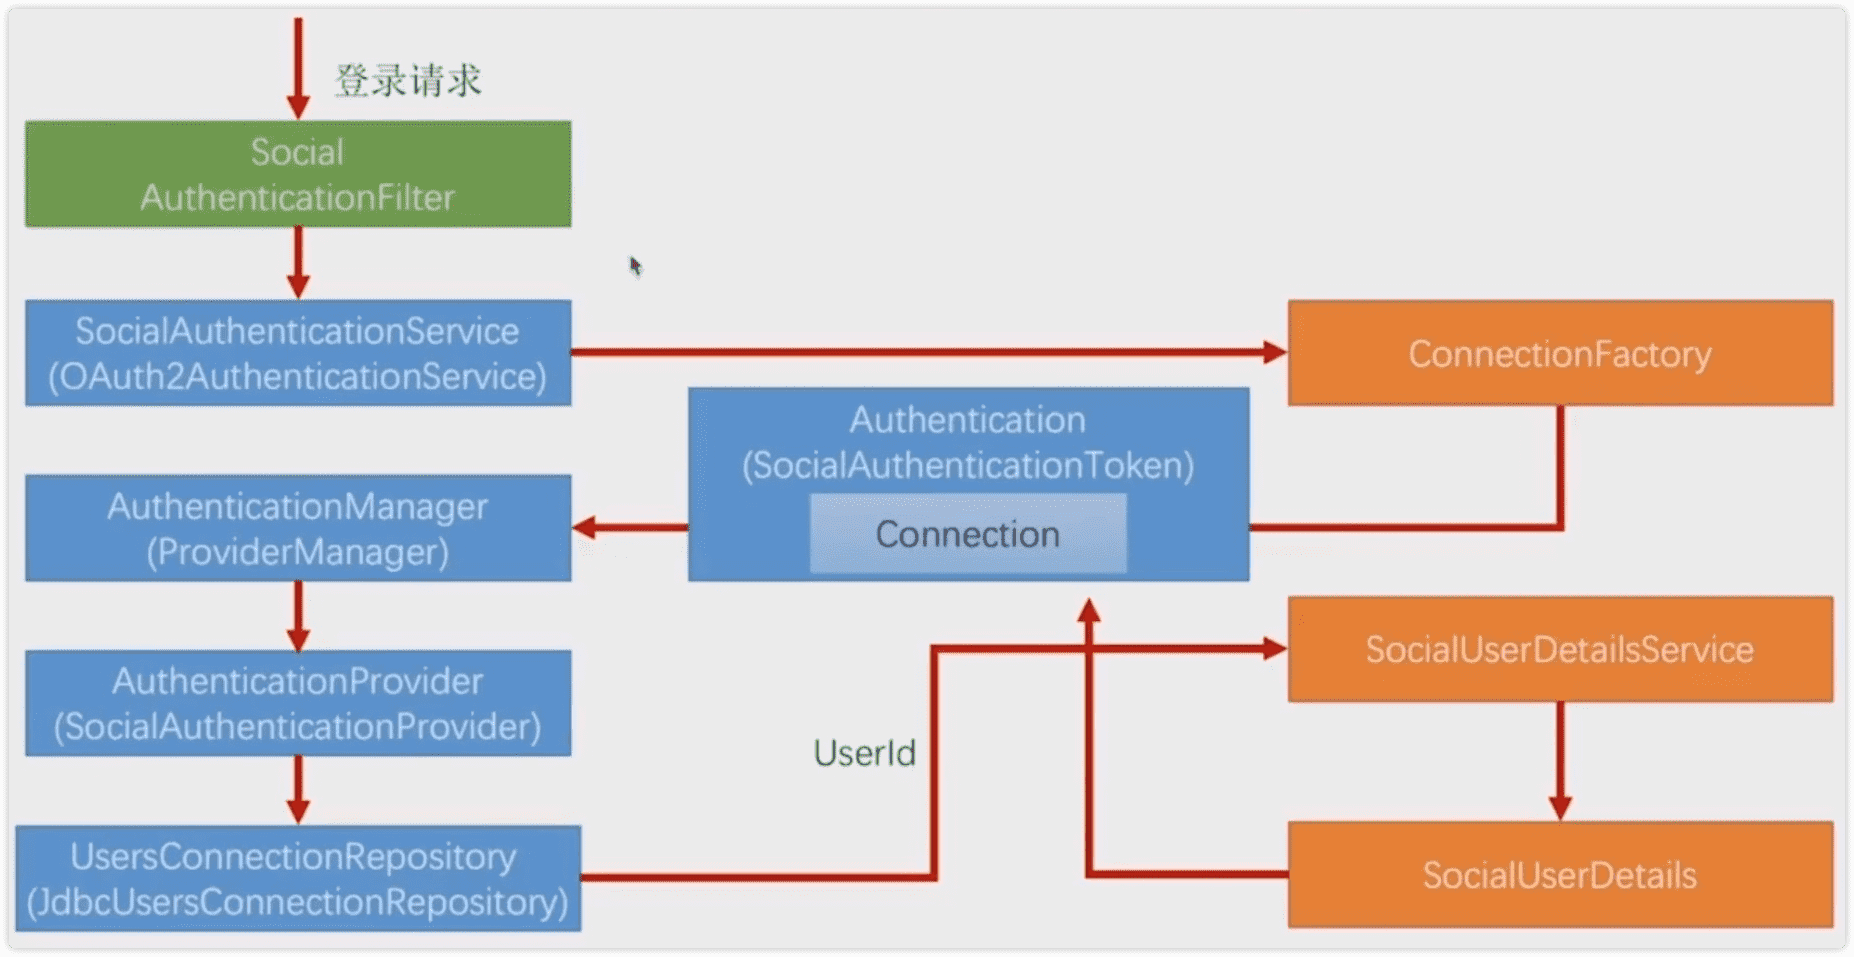 登录请求
Social
AuthenticationFilter
SocialAuthenticationService
(OAuth2AuthenticationService)
ConnectionFactory
Authentication
(SocialAuthenticationToken)
Connection
AuthenticationManager
(ProviderManager)
AuthenticationProvider
(SocialAuthenticationProvider)
SocialUserDetailsService
UserId
UsersConnectionRepository
(JdbcUsersConnectionRepository)
SocialUserDetails